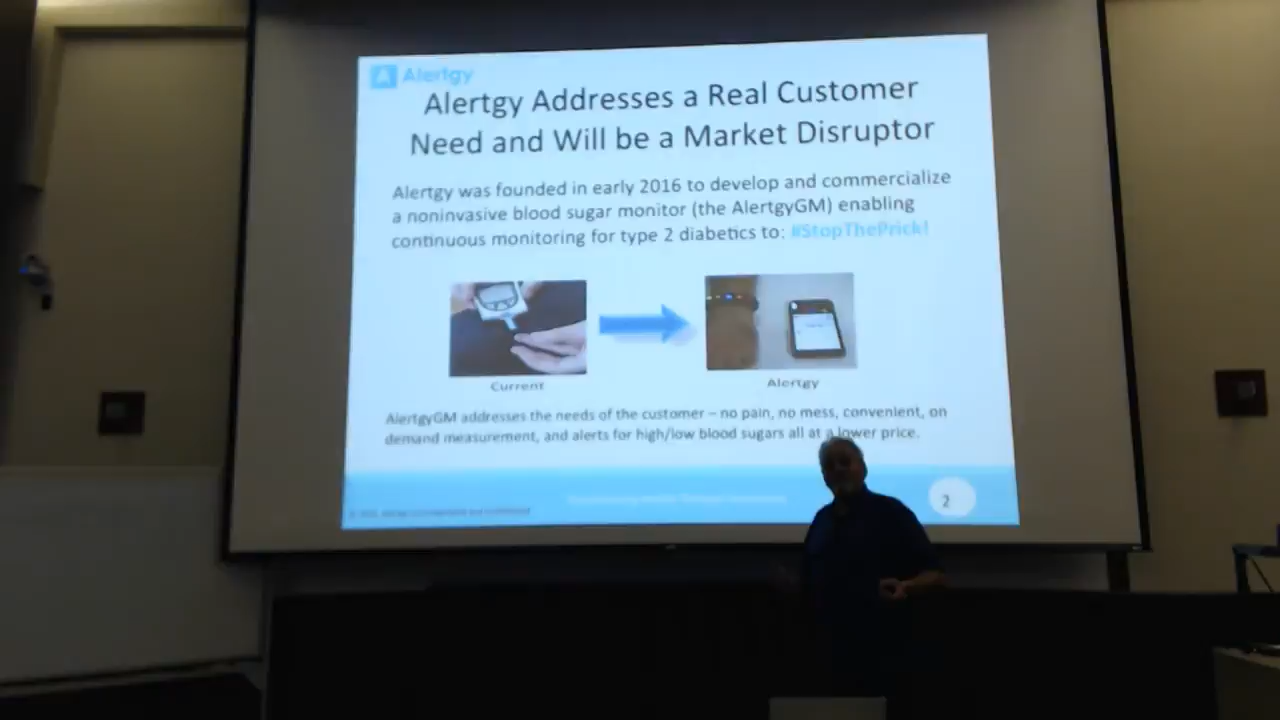 A Alertgy
Alertgy Addresses a Real Customer
Need and Will be a Market Disruptor
Alertgy was founded in early 2016 to develop and commercialize
a noninvasive blood sugar monitor (the AlertgyGM) enabling
continuous monitoring for type 2 diabetics to: #StopThePrick!
Current
Alertgy
AlertgyGM addresses the needs of the customer – no pain, no mess, convenient, on
demand measurement, and alerts for high/low blood sugars all at a lower price.
2